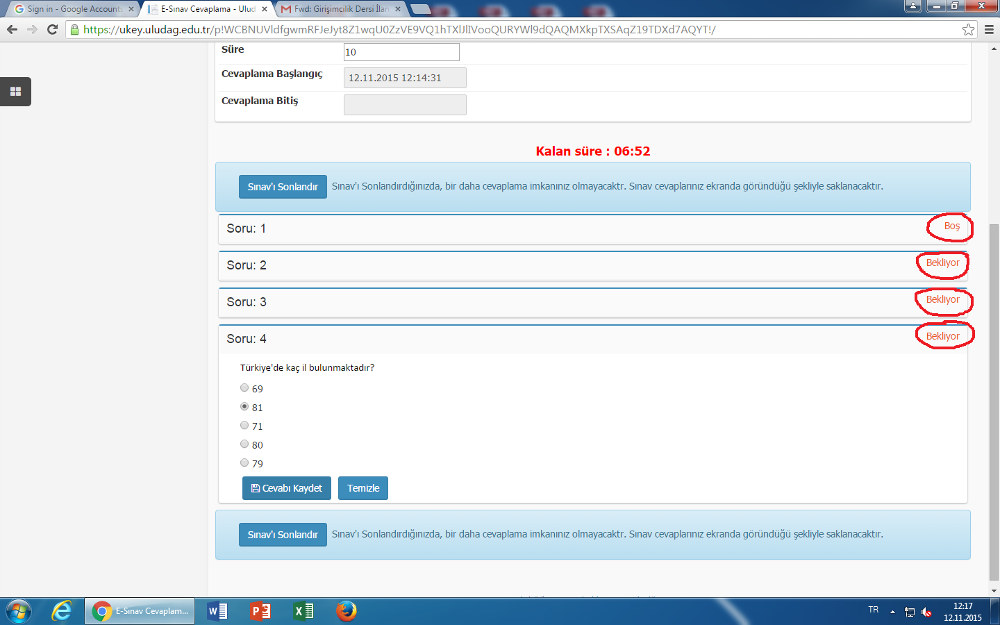 Sign in - Google Accounts
E-Sınav Cevaplama - Ulud
Fwd: Girişimcilik Dersi İlan
https://ukey.uludag.edu.tr/p!WCBNUVldfgwmRFJeJyt8Z1wqU0ZzVE9VQ1hTXlJlIVooQURYWl9dQAQMXkpTXSAqZ19TDXd7AQYT!/
Süre 10
Cevaplama Başlangıç 12.11.2015 12:14:31
Cevaplama Bitiş
Kalan süre : 06:52
Sınav'ı Sonlandır Sınav'ı Sonlandırdığınızda, bir daha cevaplama imkanınız olmayacaktr. Sınav cevaplarınız ekranda göründüğü şekliyle saklanacaktır.
Soru: 1 Boş
Soru: 2 Bekliyor
Soru: 3 Bekliyor
Soru: 4 Bekliyor
Türkiye'de kaç il bulunmaktadır?
69
81
71
80
79
Cevabı Kaydet Temizle
Sınav'ı Sonlandır Sınav'ı Sonlandırdığınızda, bir daha cevaplama imkanınız olmayacaktr. Sınav cevaplarınız ekranda göründüğü şekliyle saklanacaktır.
E-Sınav Cevaplam...
TR
12:17
12.11.2015